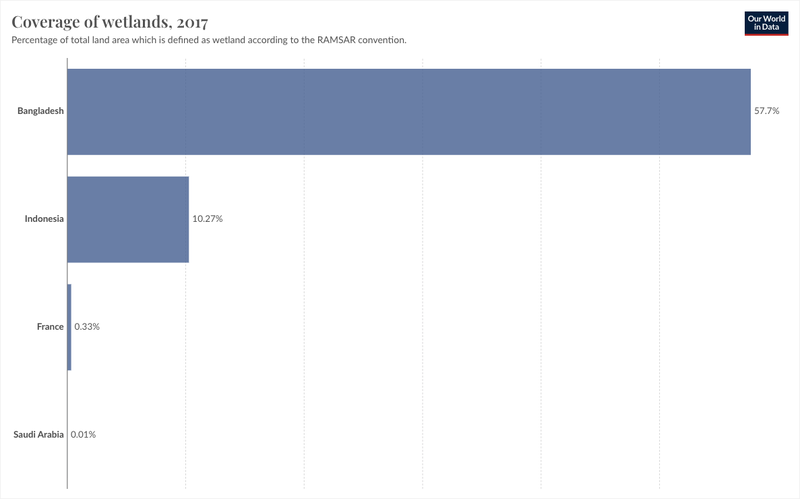 Coverage of wetlands, 2017
Percentage of total land area which is defined as wetland according to the RAMSAR convention.
Our World
in Data
Bangladesh
57.7%
Indonesia
10.27%
France
0.33%
Saudi Arabia
0.01%